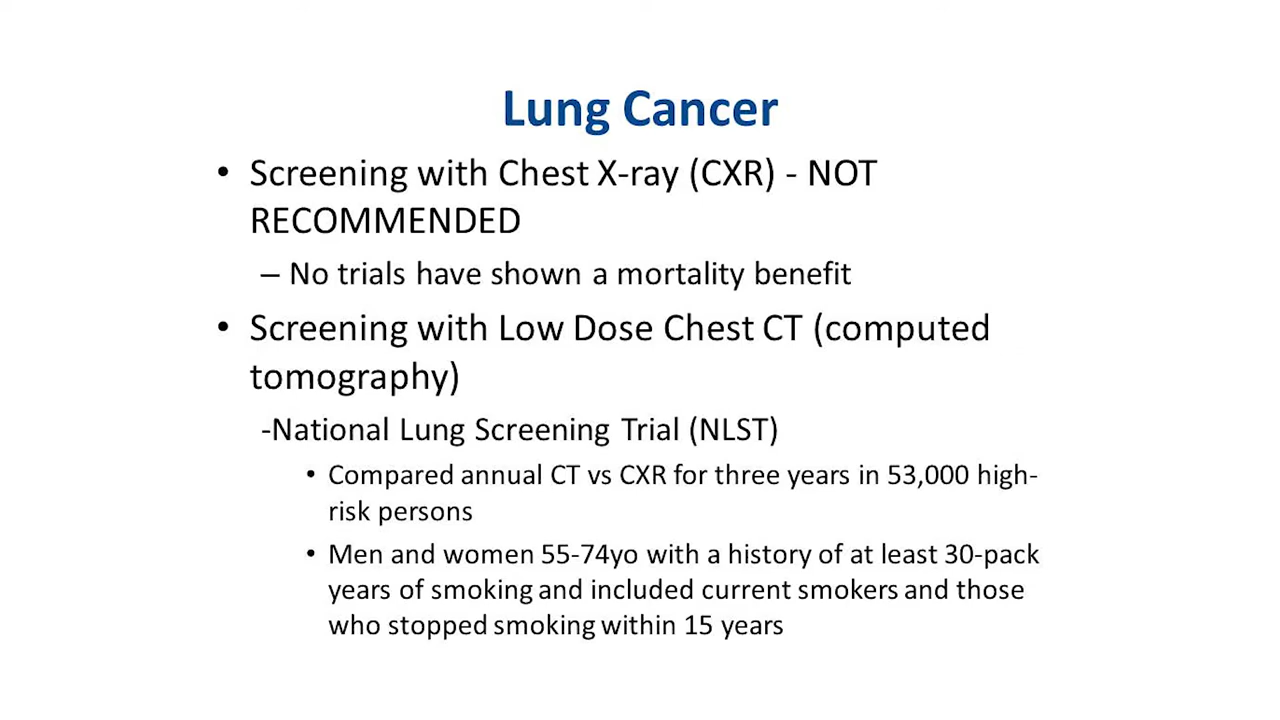 Lung Cancer
• Screening with Chest X-ray (CXR) - NOT
RECOMMENDED
– No trials have shown a mortality benefit
• Screening with Low Dose Chest CT (computed
tomography)
-National Lung Screening Trial (NLST)
• Compared annual CT vs CXR for three years in 53,000 high-
risk persons
• Men and women 55-74yo with a history of at least 30-pack
years of smoking and included current smokers and those
who stopped smoking within 15 years